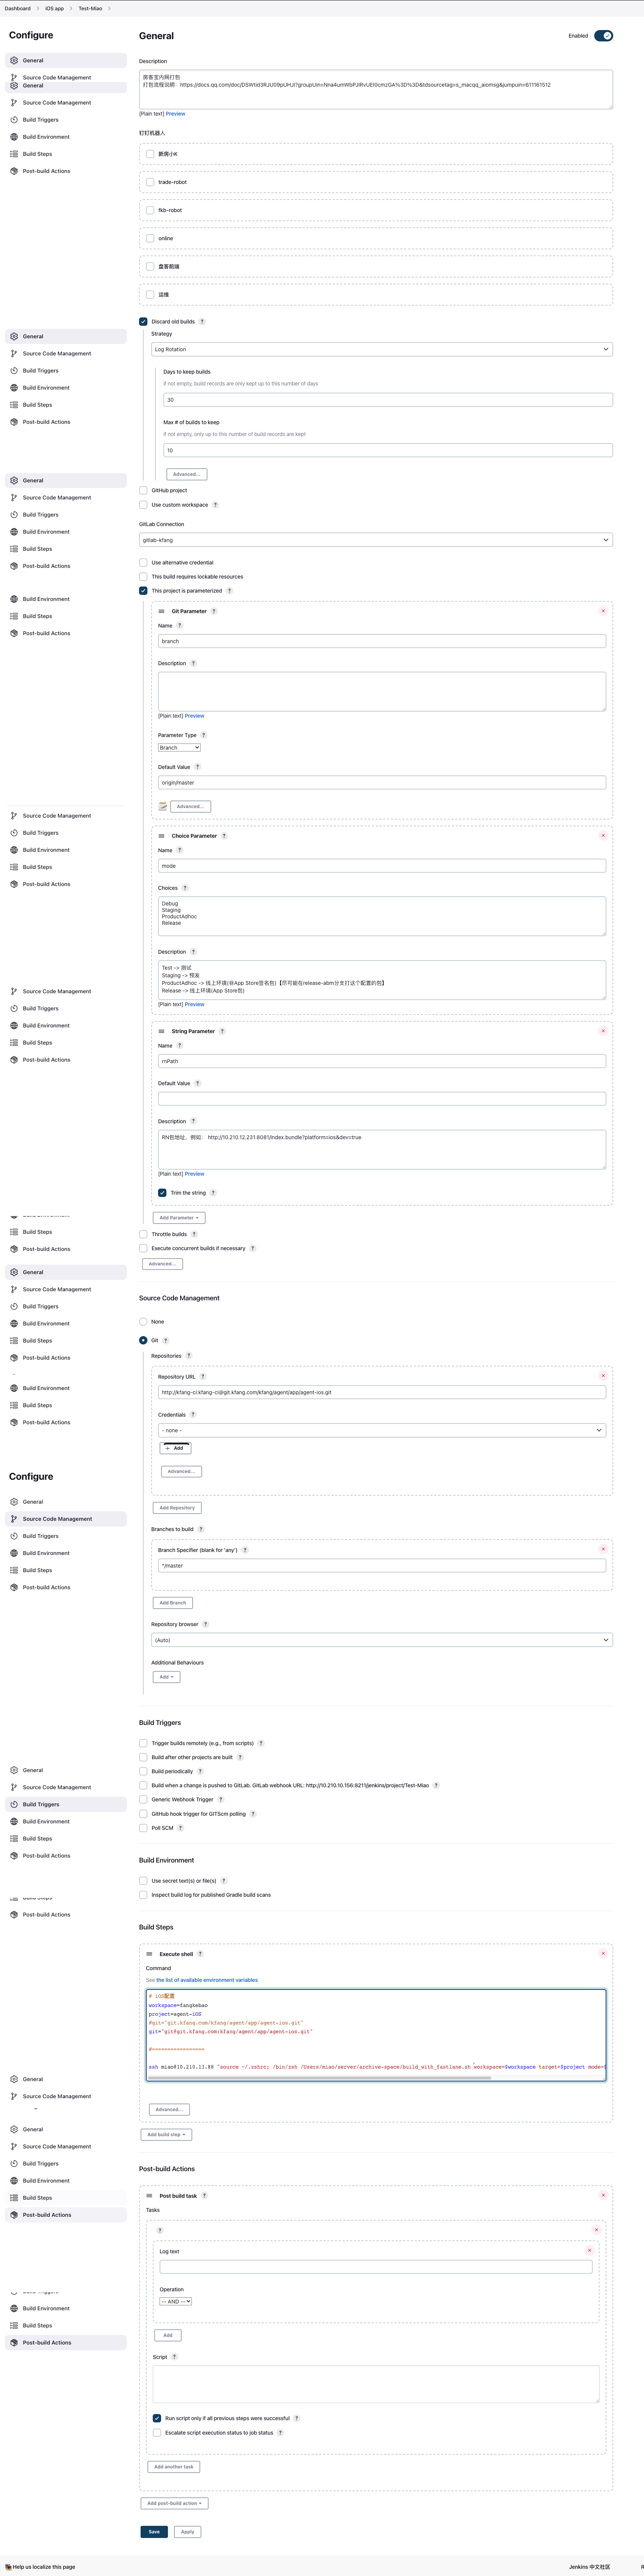 Dashboard
iOS app
Test-Miao
Configure
General
Source Code Management
General
Source Code Management
Build Triggers
Build Environment
Build Steps
Post-build Actions
General
Source Code Management
Build Triggers
Build Environment
Build Steps
Post-build Actions
General
Source Code Management
Build Triggers
Build Environment
Build Steps
Post-build Actions
Build Environment
Build Steps
Post-build Actions
Source Code Management
Build Triggers
Build Environment
Build Steps
Post-build Actions
Source Code Management
Build Triggers
Build Environment
Build Steps
Post-build Actions
Build Steps
Post-build Actions
General
Source Code Management
Build Triggers
Build Environment
Build Steps
Post-build Actions
Build Environment
Build Steps
Post-build Actions
Configure
General
Source Code Management
Build Triggers
Build Environment
Build Steps
Post-build Actions
General
Source Code Management
Build Triggers
Build Environment
Build Steps
Post-build Actions
Build Steps
Post-build Actions
General
Source Code Management
General
Source Code Management
Build Triggers
Build Environment
Build Steps
Post-build Actions
Build Environment
Build Steps
Post-build Actions
General
Enabled
Description
房客宝内网打包
[Plain text] Preview
钉钉机器人
trade-robot
fkb-robot
online
盘客前端
运维
Discard old builds ?
Strategy
Log Rotation
Days to keep builds
if not empty, build records are only kept up to this number of days
30
Max # of builds to keep
if not empty, only up to this number of build records are kept
10
Advanced...
GitHub project
Use custom workspace ?
GitLab Connection
gitlab-kfang
Use alternative credential
This build requires lockable resources
This project is parameterized ?
Git Parameter ?
Name ?
branch
Description ?
[Plain text] Preview
Parameter Type ?
Branch
Default Value ?
origin/master
Advanced...
Choice Parameter ?
Name ?
mode
Choices ?
Debug
Staging
ProductAdhoc
Release
Description ?
Test -> 测试
Staging -> 预发
ProductAdhoc -> 线上环境(非App Store签名包)【尽可能在release-abm分支打这个配置的包】
Release -> 线上环境(App Store包)
[Plain text] Preview
String Parameter ?
Name ?
rnPath
Default Value ?
Description ?
RN包地址，例如： http://10.210.12.231:8081/index.bundle?platform=ios&dev=true
[Plain text] Preview
Trim the string ?
Add Parameter
Throttle builds ?
Execute concurrent builds if necessary ?
Advanced...
Source Code Management
None
Git ?
Repositories ?
Repository URL ?
http://kfang-ci:kfang-ci@git.kfang.com/kfang/agent/app/agent-ios.git
Credentials ?
- none -
Add
Advanced...
Add Repository
Branches to build ?
Branch Specifier (blank for 'any') ?
*/master
Add Branch
Repository browser ?
(Auto)
Additional Behaviours
Add
Build Triggers
Trigger builds remotely (e.g., from scripts) ?
Build after other projects are built ?
Build periodically ?
Build when a change is pushed to GitLab. GitLab webhook URL: http://10.210.10.156:8211/jenkins/project/Test-Miao ?
Generic Webhook Trigger ?
GitHub hook trigger for GITScm polling ?
Poll SCM ?
Build Environment
Use secret text(s) or file(s) ?
Inspect build log for published Gradle build scans
Build Steps
Execute shell ?
Command
See the list of available environment variables
# iOS配置
workspace=fangkebao
project=agent-iOS
#git="git.kfang.com/kfang/agent/app/agent-ios.git"
git="git@git.kfang.com:kfang/agent/app/agent-ios.git"
#=================
ssh miao@10.210.13.88 "source ~/.zshrc; /bin/zsh /Users/miao/server/archive-space/build_with_fastlane.sh workspace=$workspace target=$project mode=$
Advanced...
Add build step
Post-build Actions
Post build task ?
Tasks
?
Log text
Operation
-- AND --
Add
Script ?
Run script only if all previous steps were successful ?
Escalate script execution status to job status ?
Add another task
Add post-build action
Save
Apply
Help us localize this page
Jenkins 中文社区